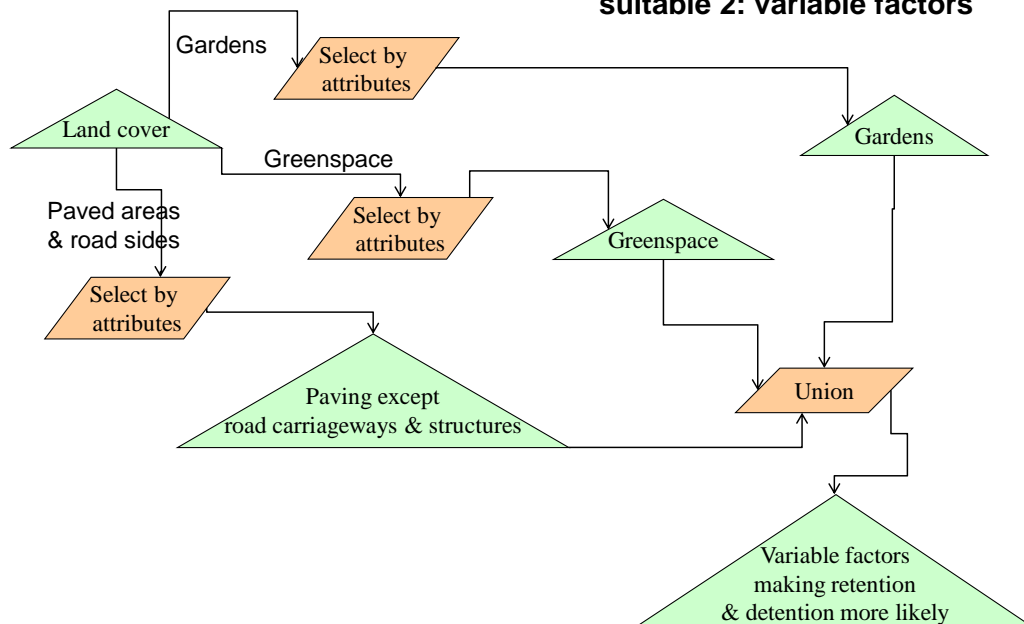 suitable 2: variable factors
Gardens
Select by
attributes
Land cover
Gardens
Greenspace
Select by
attributes
Paved areas
& road sides
Greenspace
Select by
attributes
Paving except
road carriageways & structures
Union
Variable factors
making retention
& detention more likely